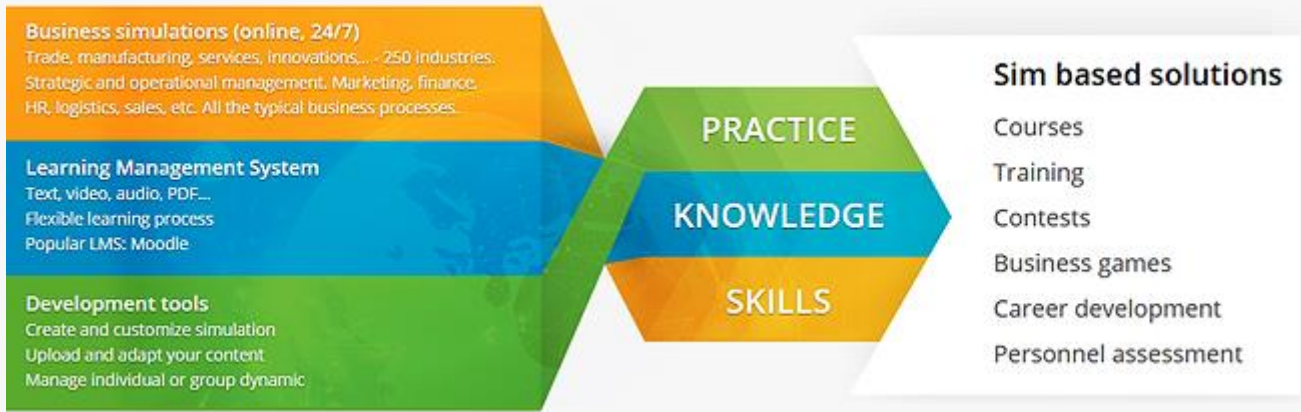 Business simulations (online, 24/7)
Trade, manufacturing, services, innovations,... - 250 industries.
Strategic and operational management. Marketing, finance,
HR, logistics, sales, etc. All the typical business processes.
Learning Management System
Text, video, audio, PDF...
Flexible learning process
Popular LMS: Moodle
Development tools
Create and customize simulation
Upload and adapt your content
Manage individual or group dynamic
PRACTICE
KNOWLEDGE
SKILLS
Sim based solutions
Courses
Training
Contests
Business games
Career development
Personnel assessment